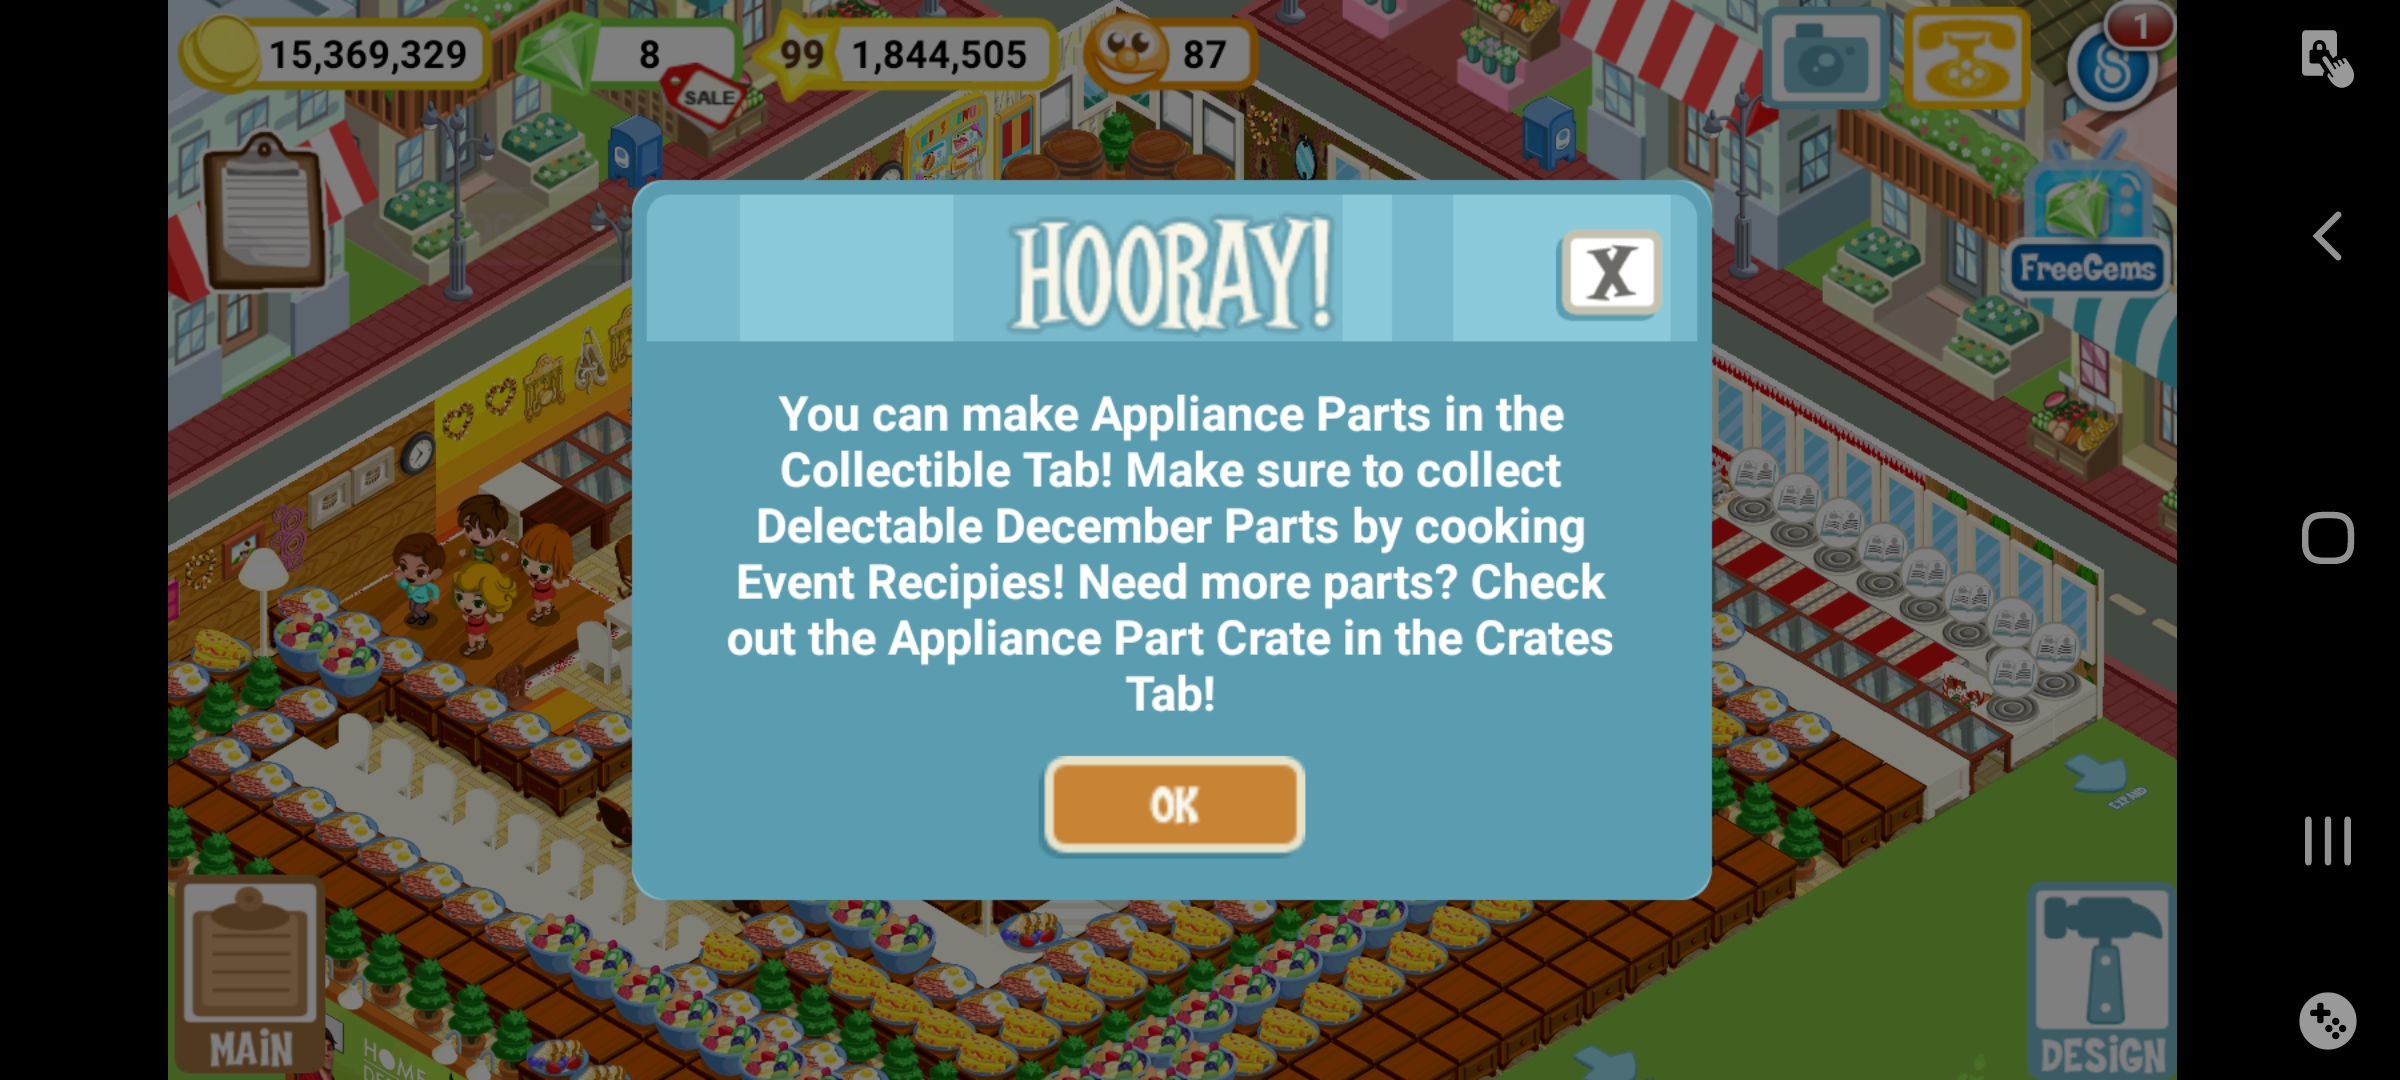 15,369,329
8
SALE
99
1,844,505
87
1
FreeGems
HOORAY!
X
You can make Appliance Parts in the
Collectible Tab! Make sure to collect
Delectable December Parts by cooking
Event Recipies! Need more parts? Check
out the Appliance Part Crate in the Crates
Tab!
OK
EXPAND
MAiN
HOME
DESiGN